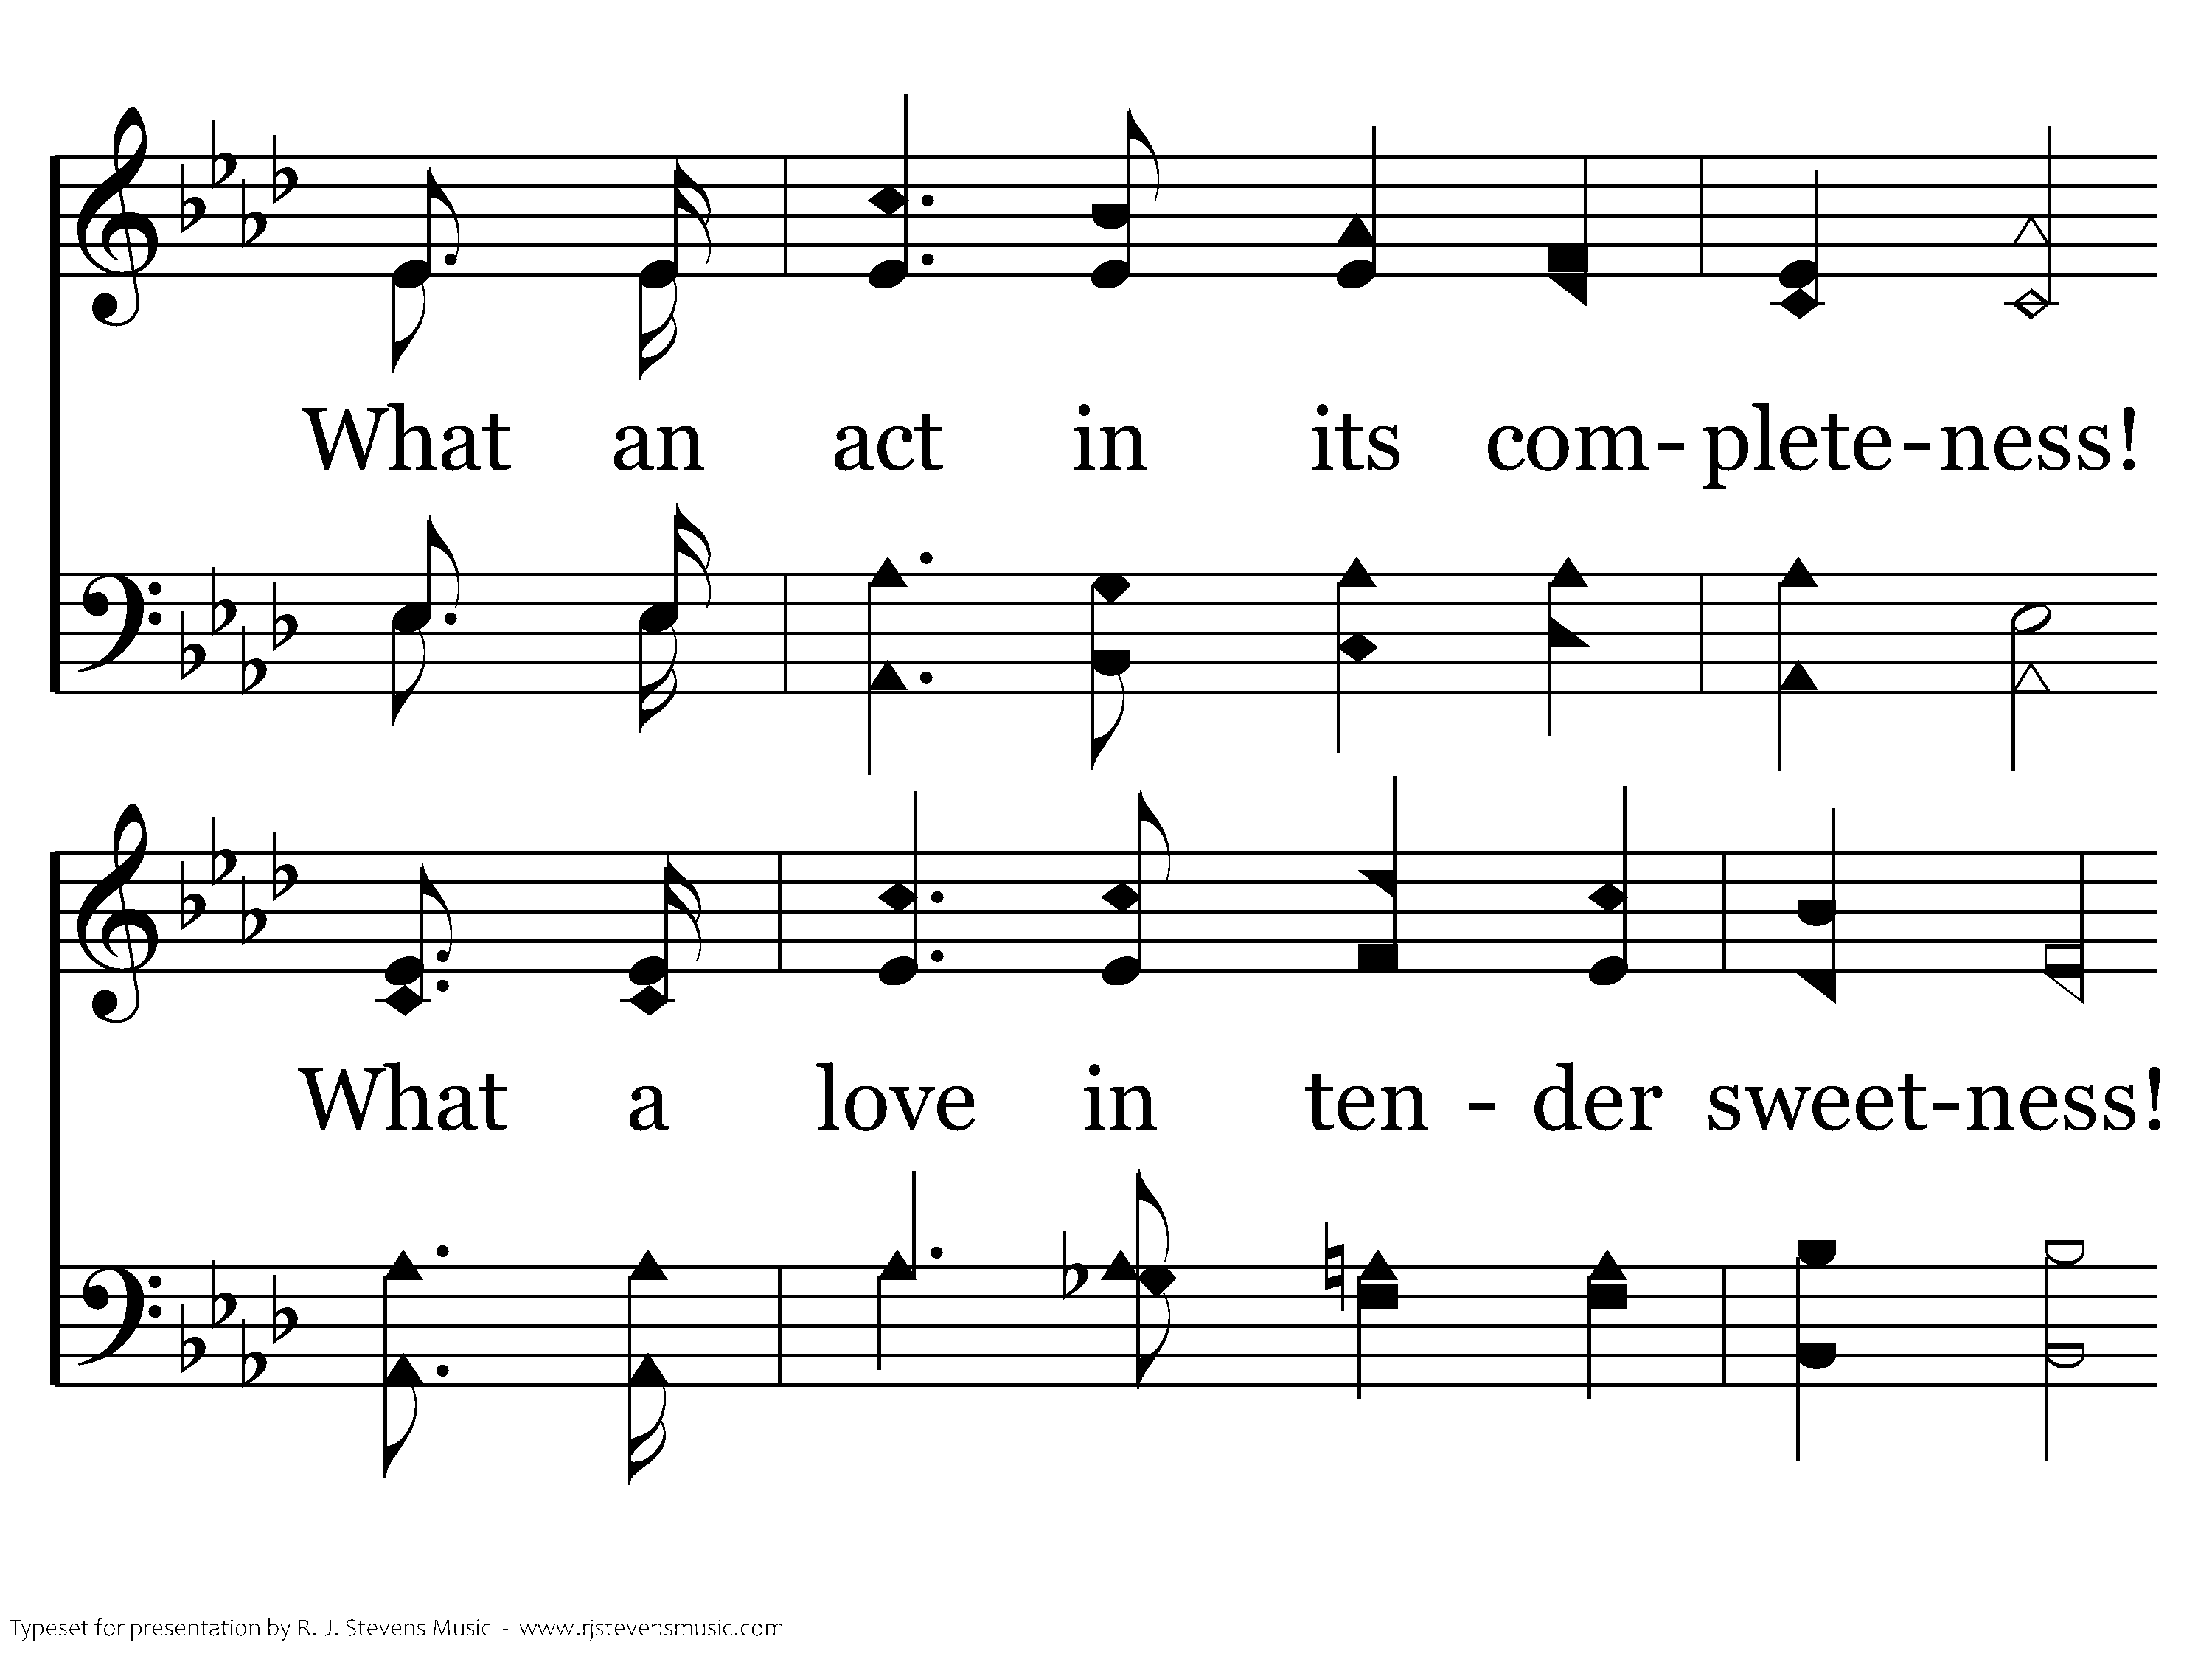 What an act in its com-plete-ness!
What a love in ten - der sweet-ness!
Typeset for presentation by R. J. Stevens Music - www.rjstevensmusic.com